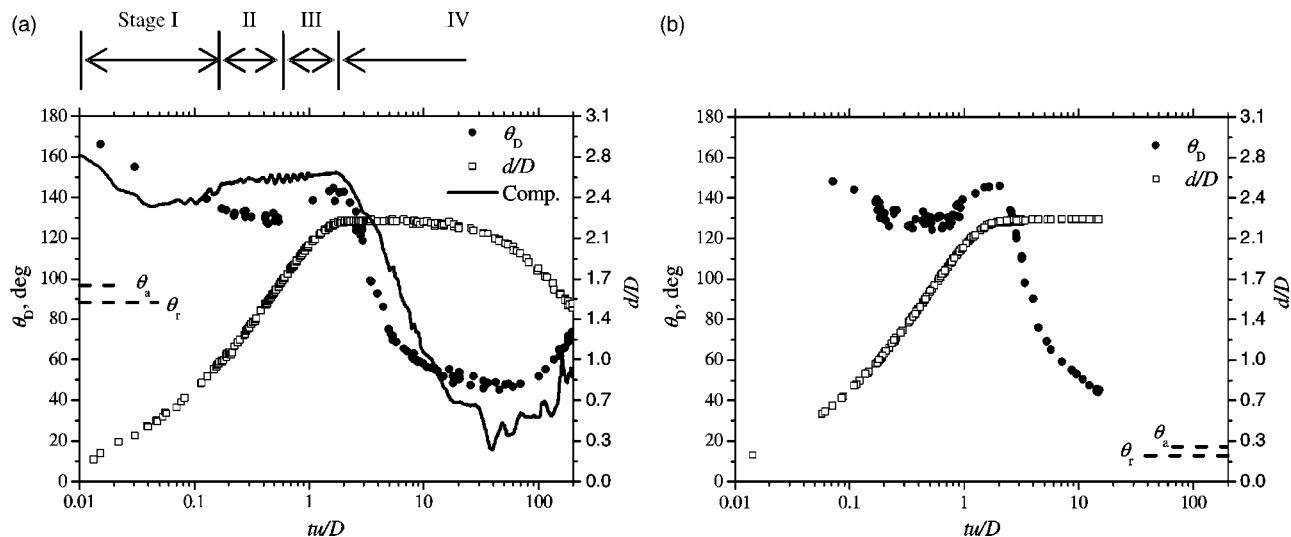 (a)
Stage I II III IV
θD
d/D
Comp.
θa
θr
θD, deg
180
160
140
120
100
80
60
40
20
0
3.1
2.8
2.4
2.1
1.7
1.4
1.0
0.7
0.3
0.0
d/D
0.01 0.1 1 10 100
tu/D
(b)
θD
d/D
θa
θr
θD, deg
180
160
140
120
100
80
60
40
20
0
3.1
2.8
2.4
2.1
1.7
1.4
1.0
0.7
0.3
0.0
d/D
0.01 0.1 1 10 100
tu/D